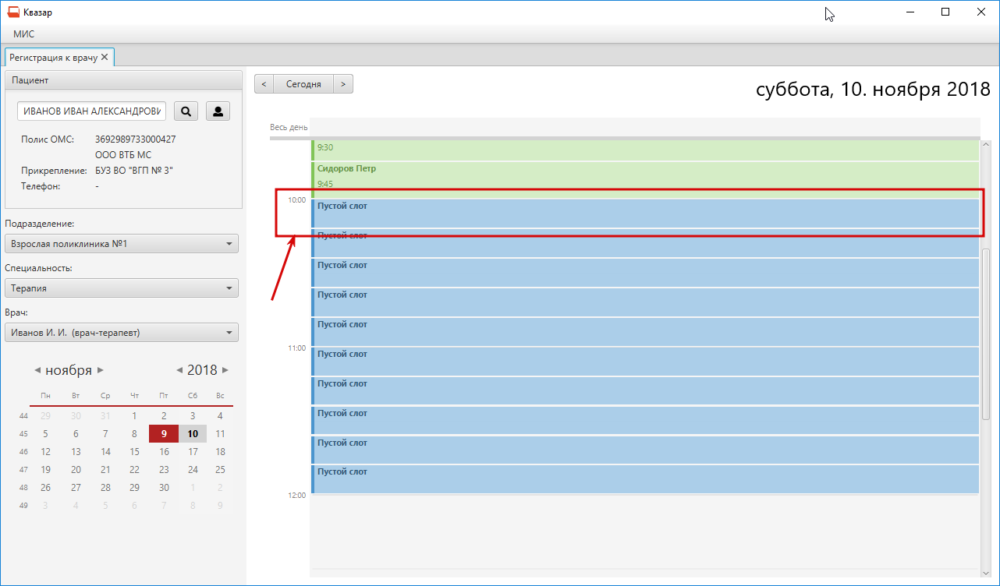 Квазар
МИС
Регистрация к врачу
Пациент
ИВАНОВ ИВАН АЛЕКСАНДРОВИ
Полис ОМС: 3692989733000427
ООО ВТБ МС
Прикрепление: БУЗ ВО "ВГП № 3"
Телефон: -
Подразделение:
Взрослая поликлиника №1
Специальность:
Терапия
Врач:
Иванов И. И. (врач-терапевт)
ноября 2018
Пн Вт Ср Чт Пт Сб Вс
44 29 30 31 1 2 3 4
45 5 6 7 8 9 10 11
46 12 13 14 15 16 17 18
47 19 20 21 22 23 24 25
48 26 27 28 29 30 1 2
49 3 4 5 6 7 8 9
< Сегодня >
суббота, 10. ноября 2018
Весь день
9:30
Сидоров Петр
9:45
10:00
Пустой слот
Пустой слот
Пустой слот
Пустой слот
Пустой слот
11:00
Пустой слот
Пустой слот
Пустой слот
Пустой слот
Пустой слот
12:00